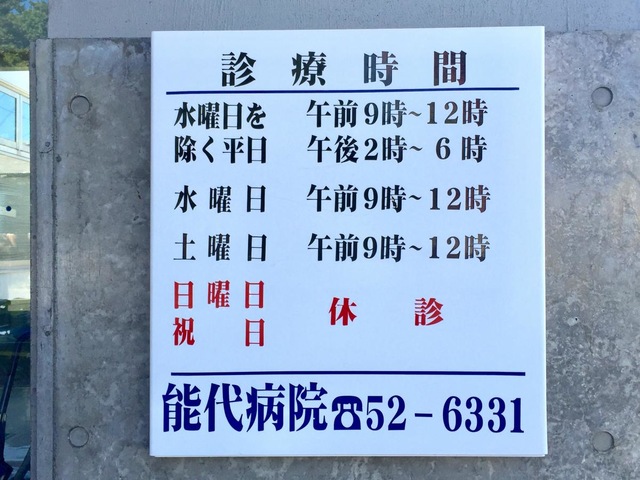 診療時間
水曜日を 午前9時~12時
除く平日 午後2時~6時
水曜日 午前9時~12時
土曜日 午前9時~12時
日曜日
祝日 休診
能代病院☎52-6331